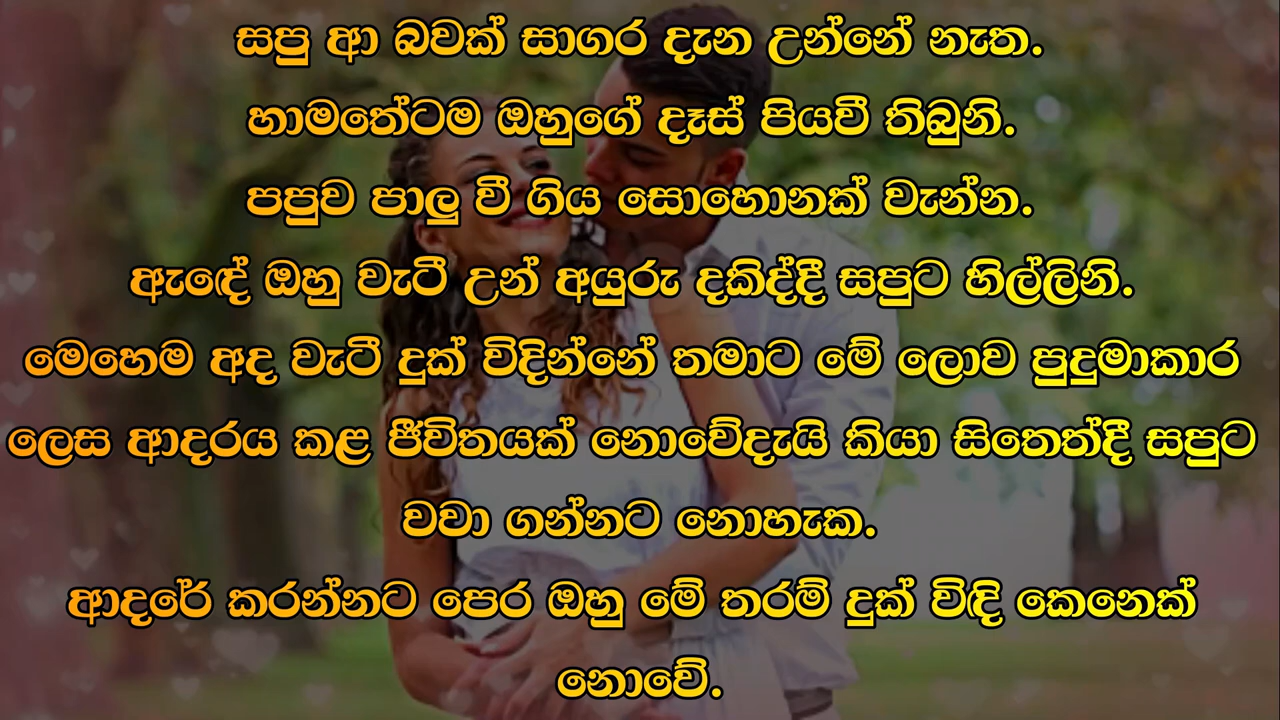 සපු ආ බවක් සාගර දැන උන්නේ නැත.
හාමතේටම ඔහුගේ දෑස් පියවී තිබුනි.
පපුව පාලු වී ගිය සොහොනක් වැන්න.
ඇඳේ ඔහු වැටී උන් අයුරු දකිද්දී සපුට හිල්ලිනි.
මෙහෙම අද වැටී දුක් විදින්නේ තමාට මේ ලොව පුදුමාකාර
ලෙස ආදරය කළ ජීවිතයක් නොවේදැයි කියා සිතෙත්දී සපුට
වවා ගන්නට නොහැක.
ආදරේ කරන්නට පෙර ඔහු මේ තරම් දුක් විඳි කෙනෙක්
නොවේ.